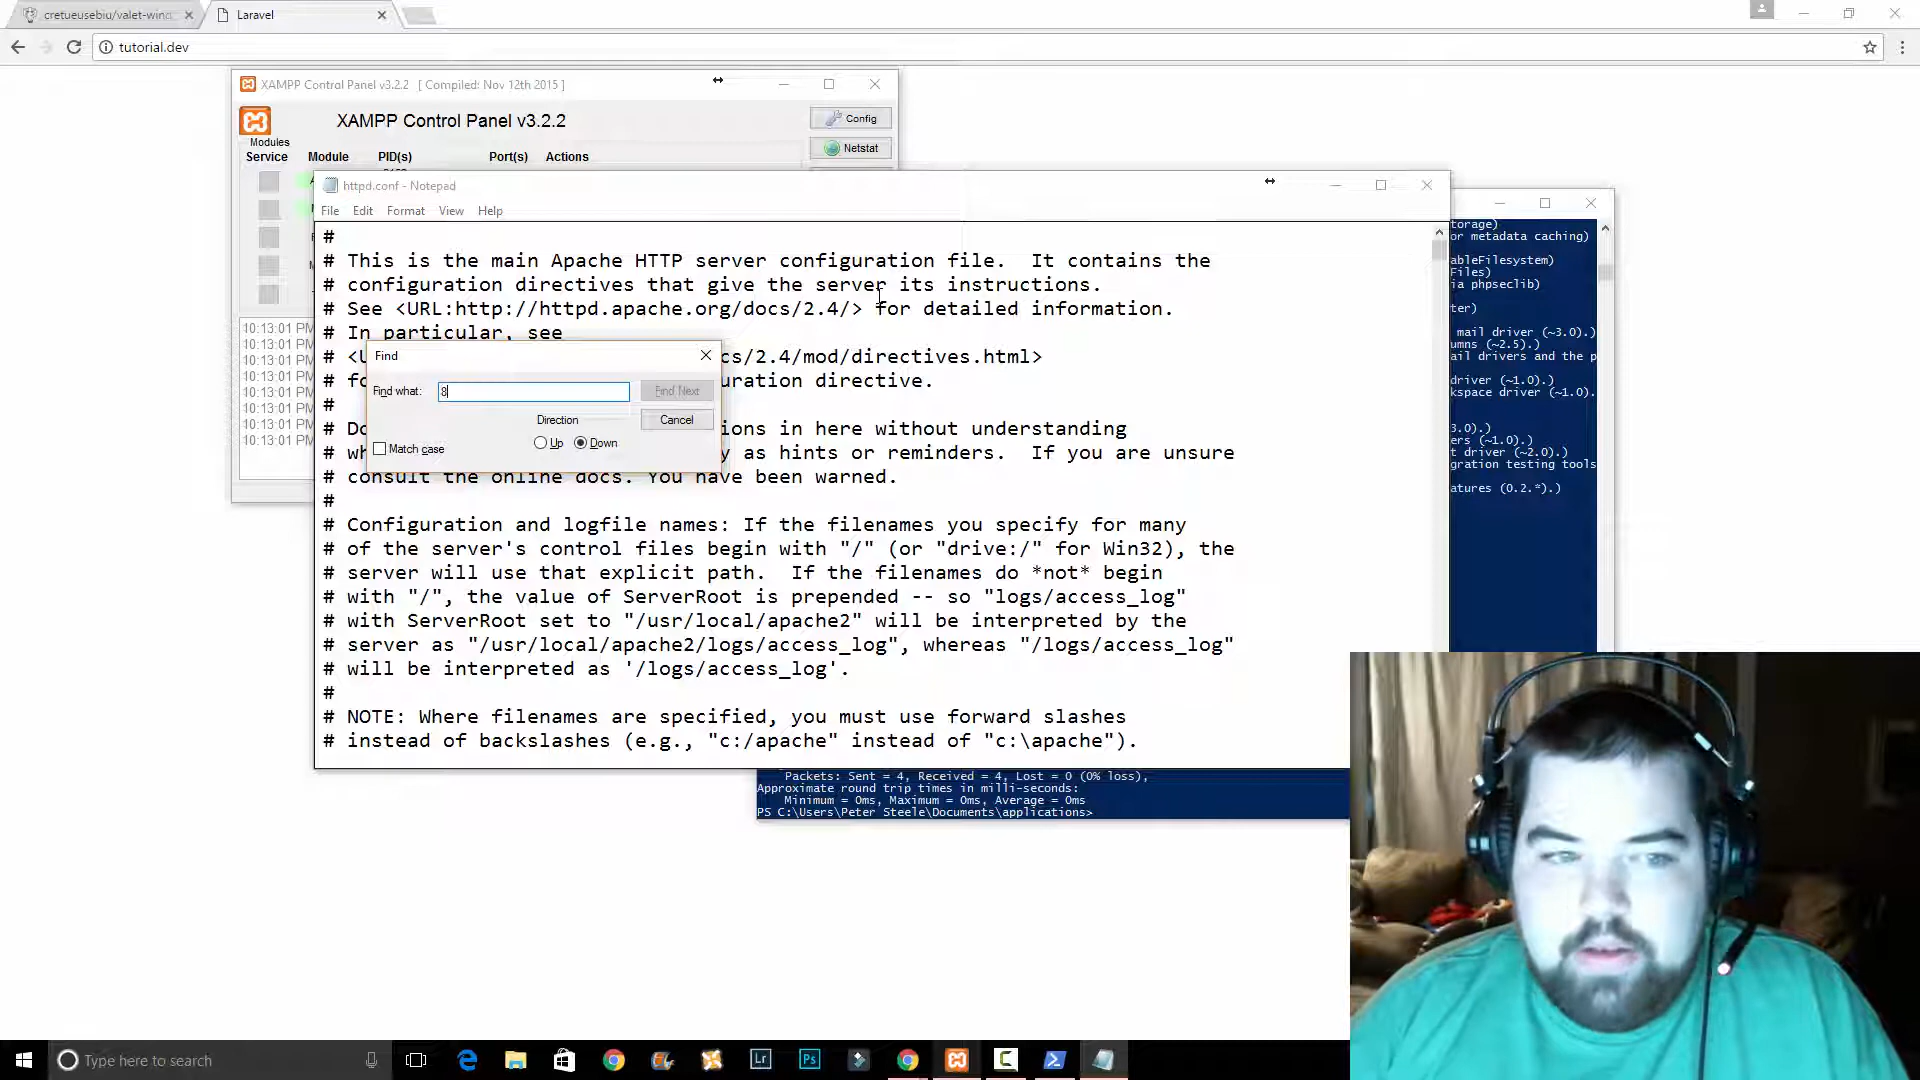 cretueusebiu/valet-wind
Laravel
tutorial.dev
XAMPP Control Panel v3.2.2 [ Compiled: Nov 12th 2015 ]
XAMPP Control Panel v3.2.2
Config
Modules
Service Module PID(s) Port(s) Actions
Netstat
httpd.conf - Notepad
File Edit Format View Help
#
# This is the main Apache HTTP server configuration file. It contains the
# configuration directives that give the server its instructions.
# See <URL:http://httpd.apache.org/docs/2.4/> for detailed information.
# In particular, see
cs/2.4/mod/directives.html>
uration directive.
#
ions in here without understanding
y as hints or reminders. If you are unsure
# consult the online docs. You have been warned.
#
# Configuration and logfile names: If the filenames you specify for many
# of the server's control files begin with "/" (or "drive:/" for Win32), the
# server will use that explicit path. If the filenames do *not* begin
# with "/", the value of ServerRoot is prepended -- so "logs/access_log"
# with ServerRoot set to "/usr/local/apache2" will be interpreted by the
# server as "/usr/local/apache2/logs/access_log", whereas "/logs/access_log"
# will be interpreted as '/logs/access_log'.
#
# NOTE: Where filenames are specified, you must use forward slashes
# instead of backslashes (e.g., "c:/apache" instead of "c:\apache").
Find
Find what: 8
Find Next
Direction
Cancel
Match case
Up Down
10:13:01 PM
10:13:01 PM
10:13:01 PM
10:13:01 PM
10:13:01 PM
10:13:01 PM
10:13:01 PM
10:13:01 PM
torage)
or metadata caching)
ableFilesystem)
Files)
ia phpseclib)
ter)
mail driver (~3.0).)
umns (~2.5).)
ail drivers and the p
driver (~1.0).)
kspace driver (~1.0).
3.0).)
ers (~1.0).)
t driver (~2.0).)
gration testing tools
atures (0.2.*).)
Packets: Sent = 4, Received = 4, Lost = 0 (0% loss),
Approximate round trip times in milli-seconds:
Minimum = 0ms, Maximum = 0ms, Average = 0ms
PS C:\Users\Peter Steele\Documents\applications>
Type here to search
Lr
Ps